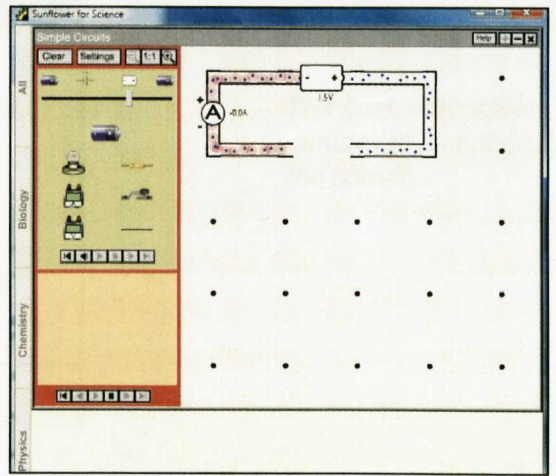 Sunflower for Science
Simple Circuits
Help
Clear
Settings
1:1
All
Biology
Chemistry
Physics
1.5V
+
+
A
-0.0A
-